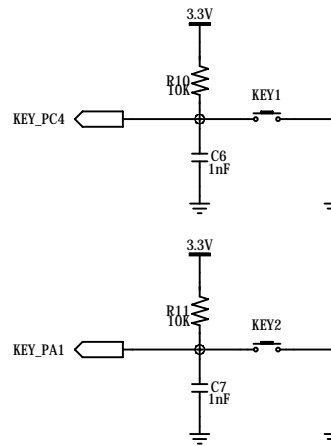 3.3V
R10
10K
KEY1
KEY_PC4
C6
1nF
3.3V
R11
10K
KEY2
KEY_PA1
C7
1nF